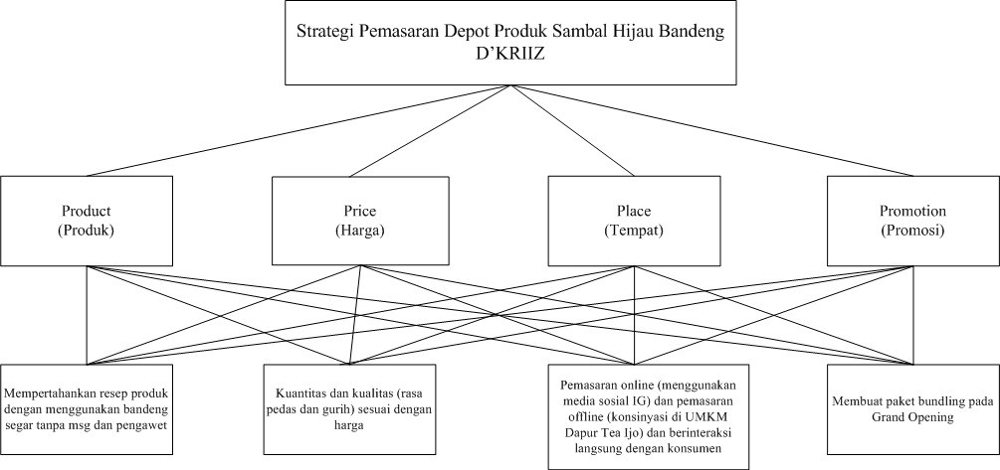 Strategi Pemasaran Depot Produk Sambal Hijau Bandeng
D’KRIIZ
Product
(Produk)
Price
(Harga)
Place
(Tempat)
Promotion
(Promosi)
Mempertahankan resep produk
dengan menggunakan bandeng
segar tanpa msg dan pengawet
Kuantitas dan kualitas (rasa
pedas dan gurih) sesuai dengan
harga
Pemasaran online (menggunakan
media sosial IG) dan pemasaran
offline (konsinyasi di UMKM
Dapur Tea Ijo) dan berinteraksi
langsung dengan konsumen
Membuat paket bundling pada
Grand Opening